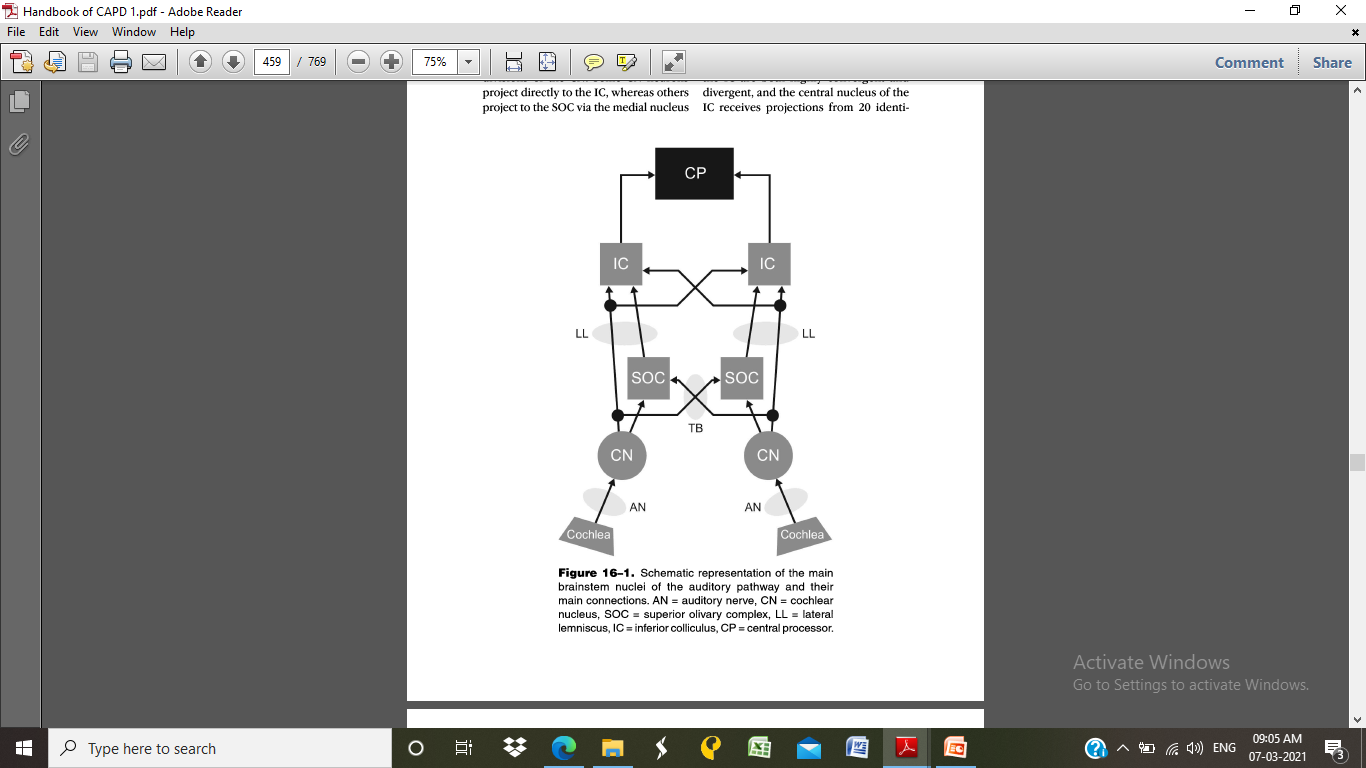 Handbook of CAPD 1.pdf - Adobe Reader
File Edit View Window Help
459 / 769
75%
Comment
Share
project directly to the IC, whereas others
project to the SOC via the medial nucleus
divergent, and the central nucleus of the
IC receives projections from 20 identi-
CP
IC IC
LL LL
SOC SOC
TB
CN CN
AN AN
Cochlea Cochlea
Figure 16–1. Schematic representation of the main
brainstem nuclei of the auditory pathway and their
main connections. AN = auditory nerve, CN = cochlear
nucleus, SOC = superior olivary complex, LL = lateral
lemniscus, IC = inferior colliculus, CP = central processor.
Activate Windows
Go to Settings to activate Windows.
Type here to search
ENG
09:05 AM
07-03-2021
3